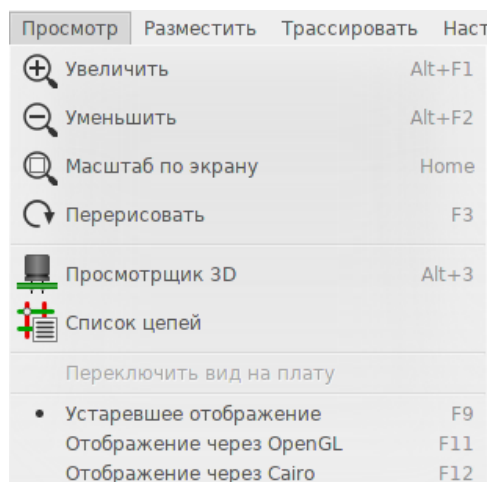 Просмотр Разместить Трассировать Наст
Увеличить Alt+F1
Уменьшить Alt+F2
Масштаб по экрану Home
Перерисовать F3
Просмотрщик 3D Alt+3
Список цепей
Переключить вид на плату
Устаревшее отображение F9
Отображение через OpenGL F11
Отображение через Cairo F12